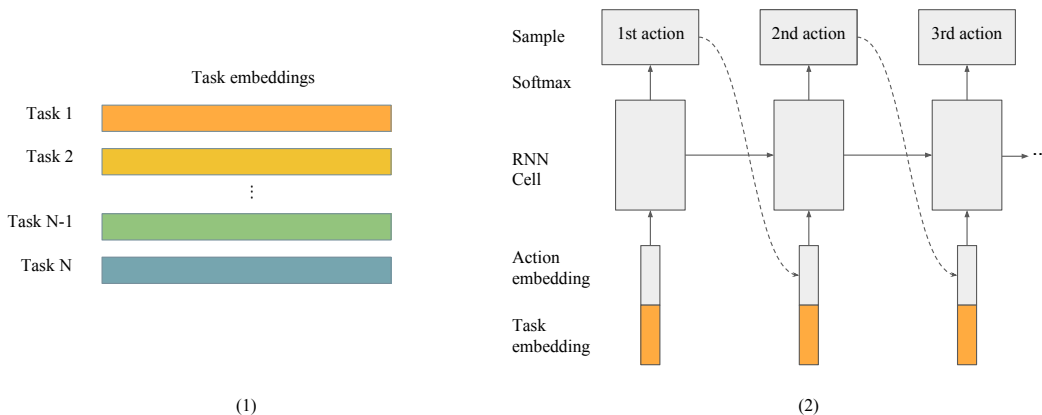 Task embeddings
Task 1
Task 2
⋮
Task N-1
Task N
(1)
Sample
1st action
2nd action
3rd action
Softmax
RNN
Cell
...
Action
embedding
Task
embedding
(2)